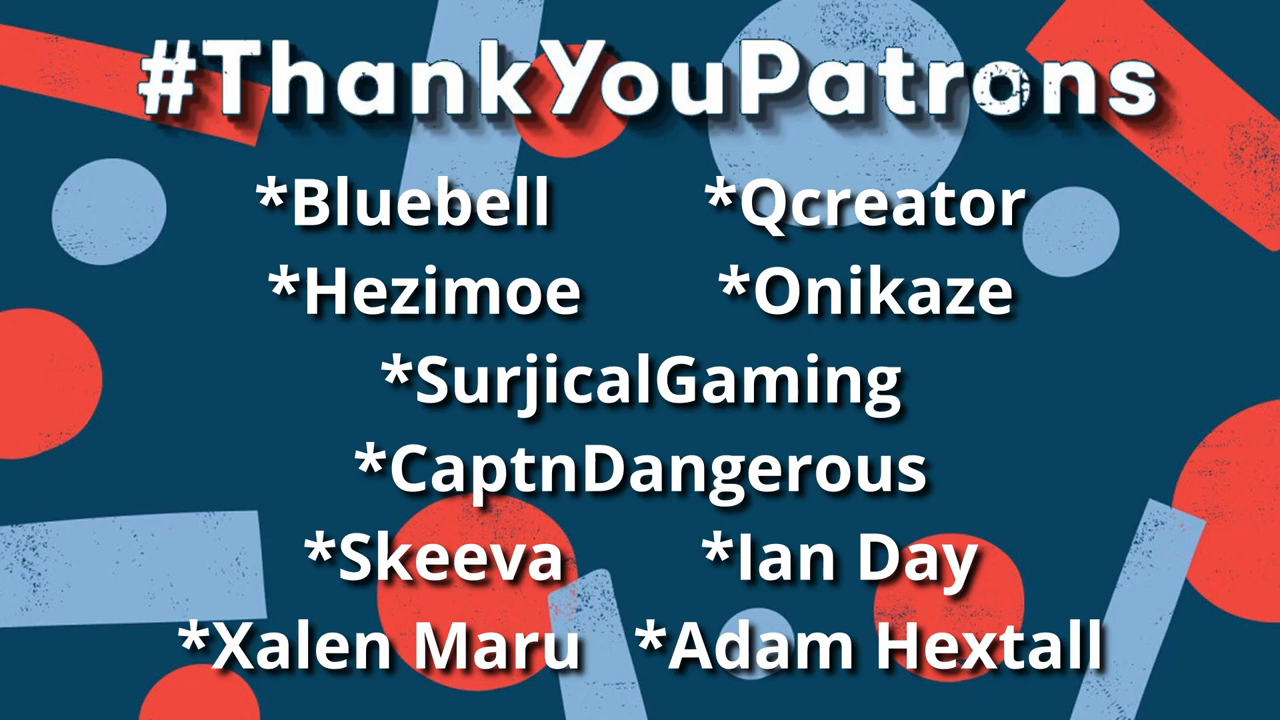 #ThankYouPatrons
*Bluebell *Qcreator
*Hezimoe *Onikaze
*SurjicalGaming
*CaptnDangerous
*Skeeva *Ian Day
*Xalen Maru *Adam Hextall